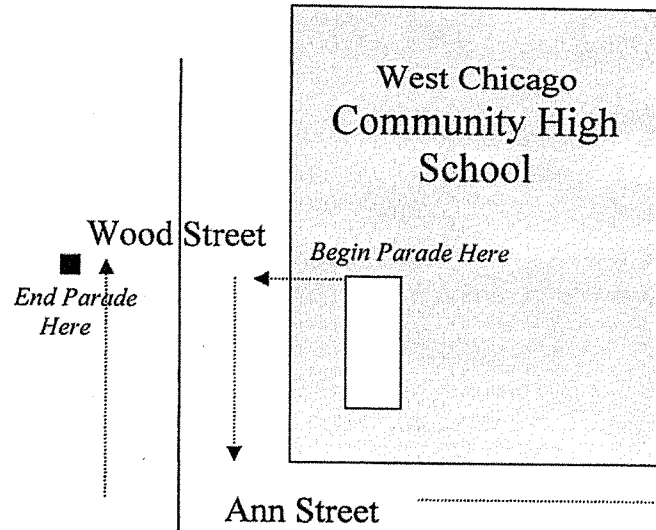 West Chicago
Community High
School
Wood Street
Begin Parade Here
End Parade
Here
Ann Street